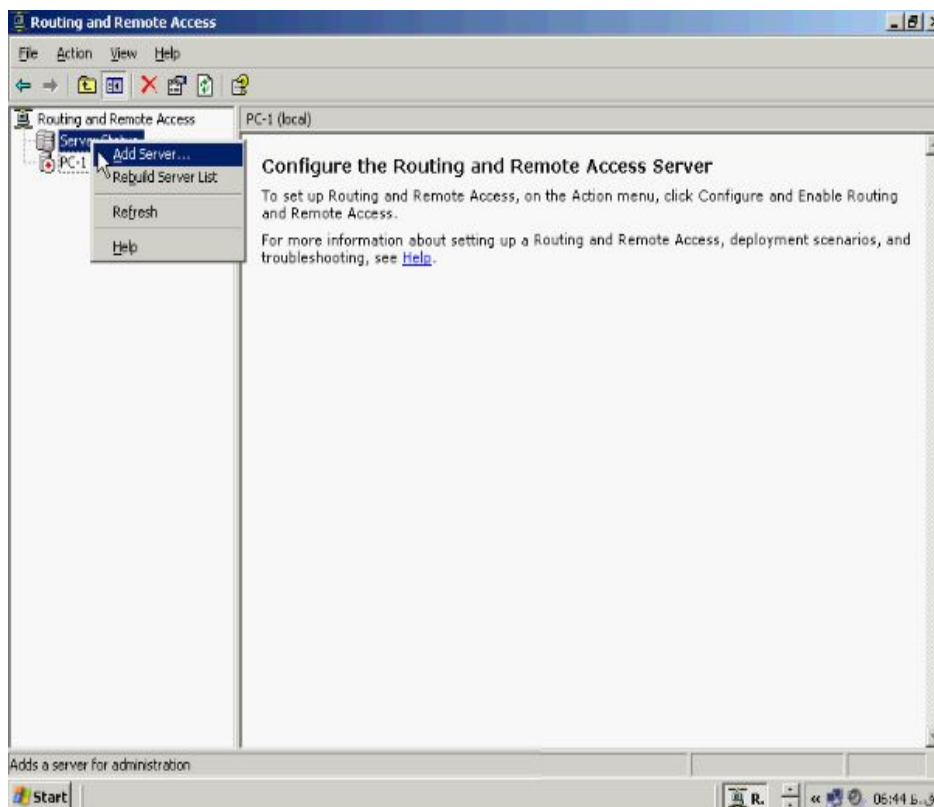 Routing and Remote Access
File Action View Help
Routing and Remote Access
PC-1 (local)
Server Status
PC-1
Add Server...
Rebuild Server List
Refresh
Help
Configure the Routing and Remote Access Server
To set up Routing and Remote Access, on the Action menu, click Configure and Enable Routing
and Remote Access.
For more information about setting up a Routing and Remote Access, deployment scenarios, and
troubleshooting, see Help.
Adds a server for administration
Start
R.
« 06:44